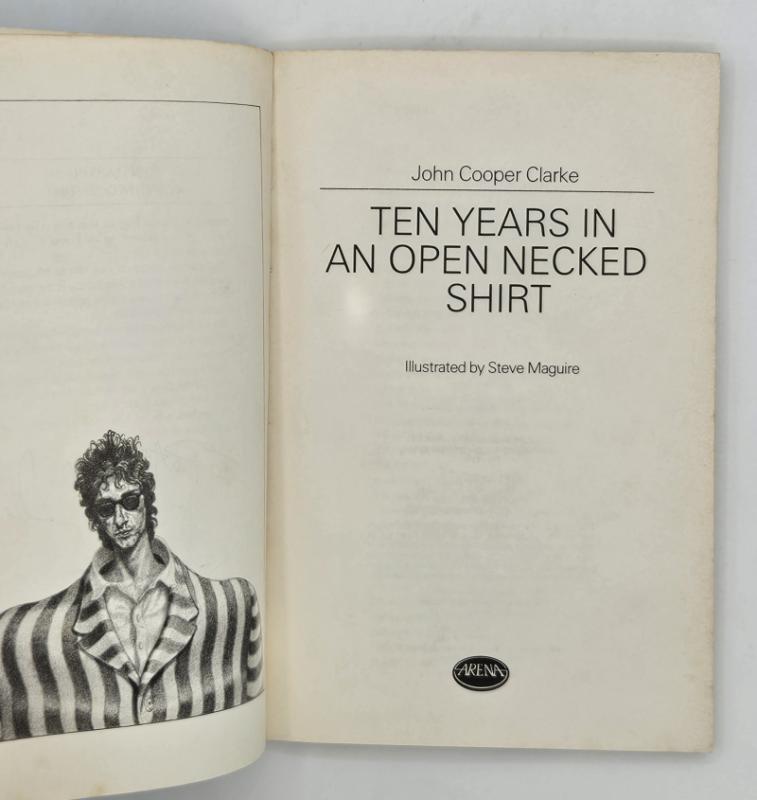 John Cooper Clarke
TEN YEARS IN
AN OPEN NECKED
SHIRT
Illustrated by Steve Maguire
ARENA